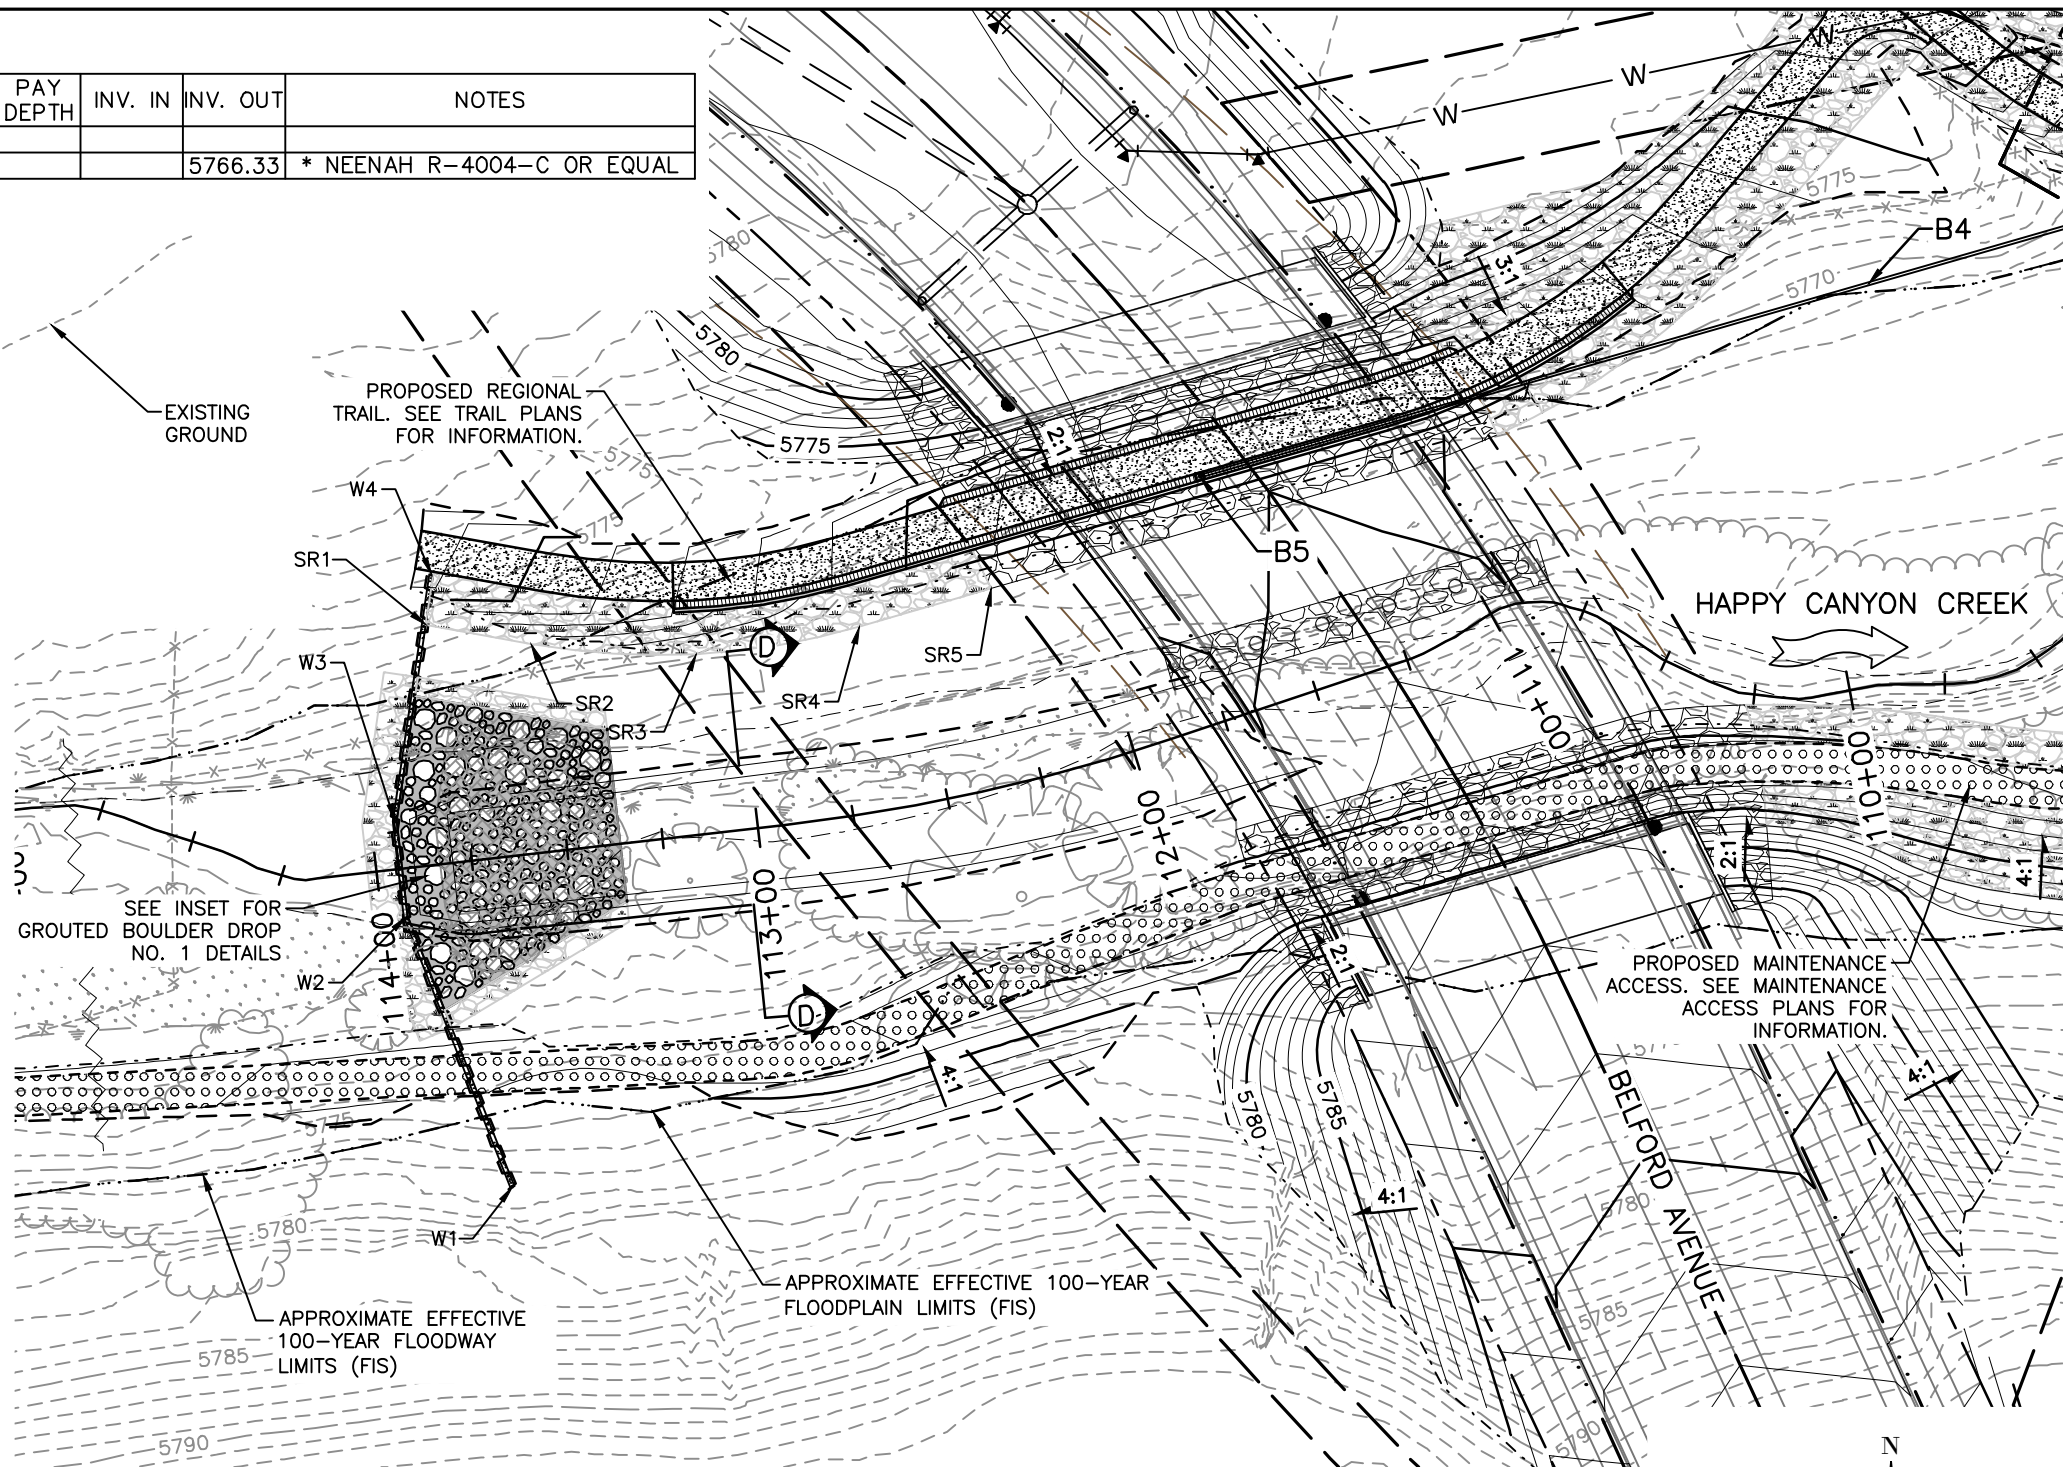 PAY DEPTH INV. IN INV. OUT NOTES
5766.33 * NEENAH R-4004-C OR EQUAL
W
W
W
5775
B4
3:1
5770
5780
5780
EXISTING
GROUND
PROPOSED REGIONAL
TRAIL. SEE TRAIL PLANS
FOR INFORMATION.
5775
2:1
5775
W4
5775
SR1
B5
HAPPY CANYON CREEK
D
SR5
W3
SR2
SR4
SR3
11+00
110+00
112+00
2:1
4:1
113+00
SEE INSET FOR
GROUTED BOULDER DROP
NO. 1 DETAILS
114+00
W2
2:1
PROPOSED MAINTENANCE
ACCESS. SEE MAINTENANCE
ACCESS PLANS FOR
INFORMATION.
D
4:1
4:1
5775
5780
5785
BELFORD AVENUE
4:1
5780
5780
W1
APPROXIMATE EFFECTIVE 100-YEAR
FLOODPLAIN LIMITS (FIS)
APPROXIMATE EFFECTIVE
100-YEAR FLOODWAY
LIMITS (FIS)
5785
5785
5790
5790
N